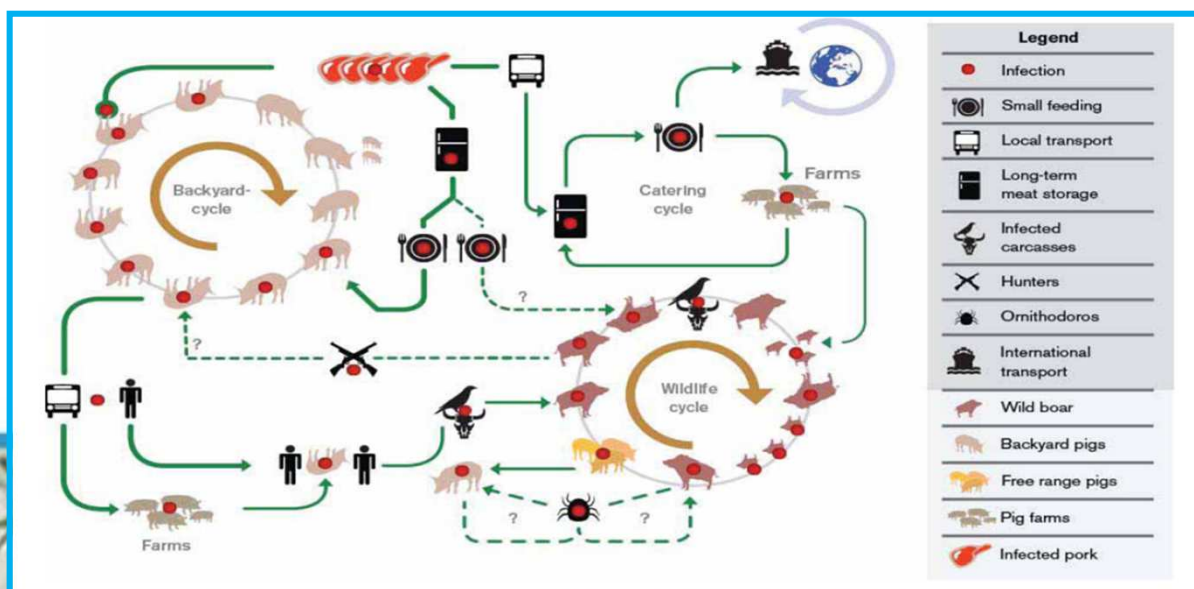 Backyard-
cycle
Catering
cycle
Farms
?
?
Wildlife
cycle
?
?
Farms
Legend
Infection
Small feeding
Local transport
Long-term
meat storage
Infected
carcasses
Hunters
Ornithodoros
International
transport
Wild boar
Backyard pigs
Free range pigs
Pig farms
Infected pork